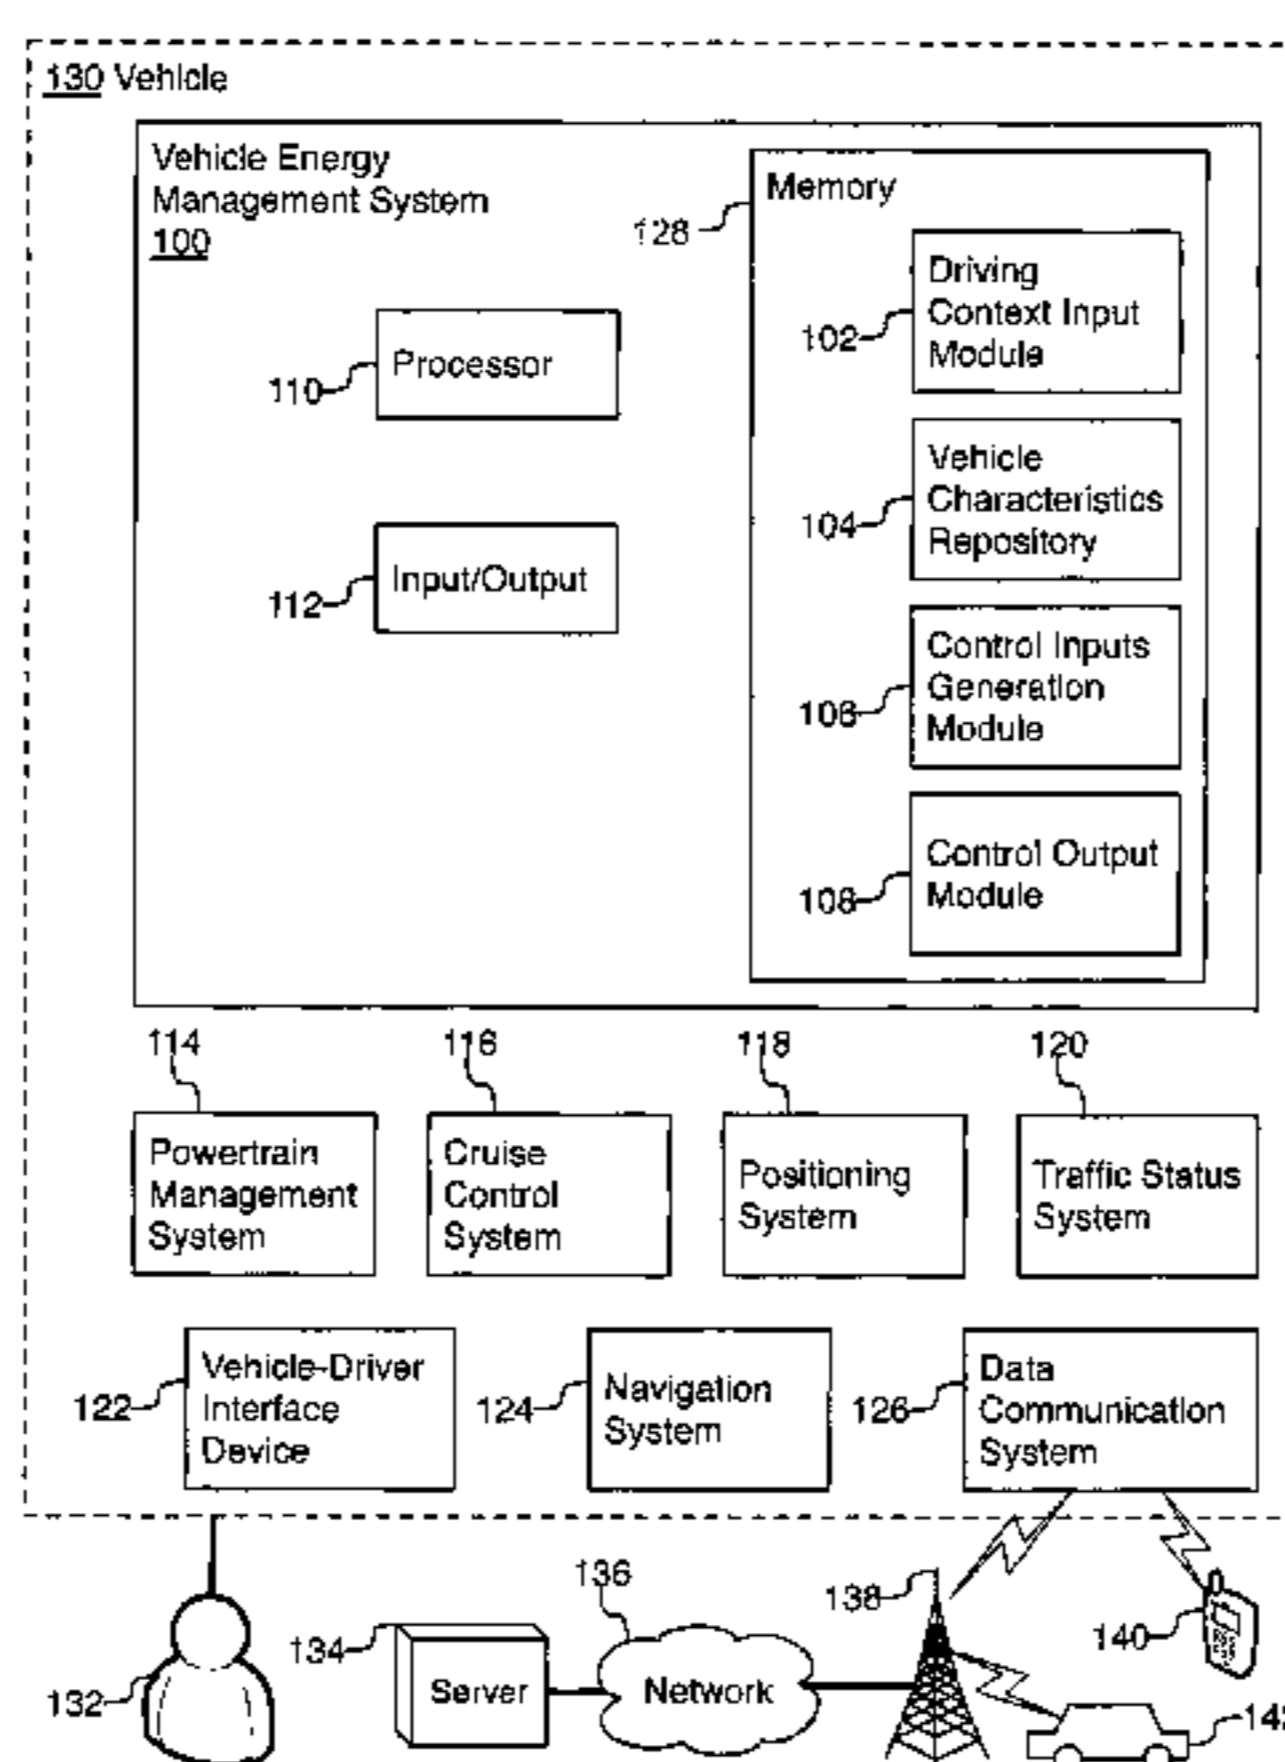 130 Vehicle
Vehicle Energy
Management System
100
Memory
128
Driving
Context Input
Module
102
Processor
110
Vehicle
Characteristics
Repository
104
Input/Output
112
Control Inputs
Generation
Module
106
Control Output
Module
108
114
116
118
120
Powertrain
Management
System
Cruise
Control
System
Positioning
System
Traffic Status
System
Vehicle-Driver
Interface
Device
122
Navigation
System
124
Data
Communication
System
126
132
134
Server
136
Network
138
140
142